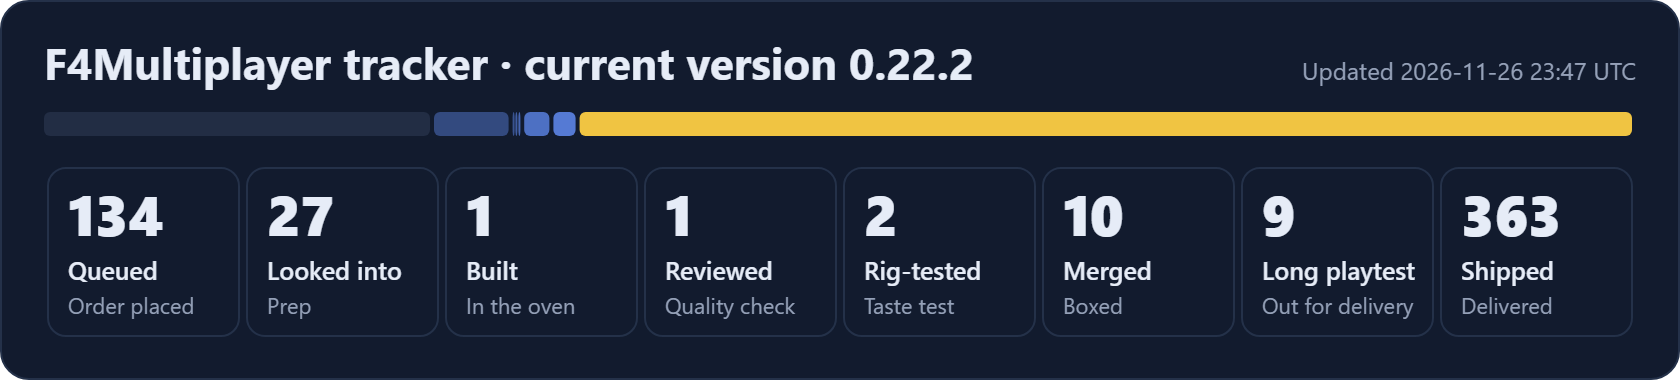 F4Multiplayer tracker · current version 0.22.2
Updated 2026-11-26 23:47 UTC
134
Queued
Order placed
27
Looked into
Prep
1
Built
In the oven
1
Reviewed
Quality check
2
Rig-tested
Taste test
10
Merged
Boxed
9
Long playtest
Out for delivery
363
Shipped
Delivered